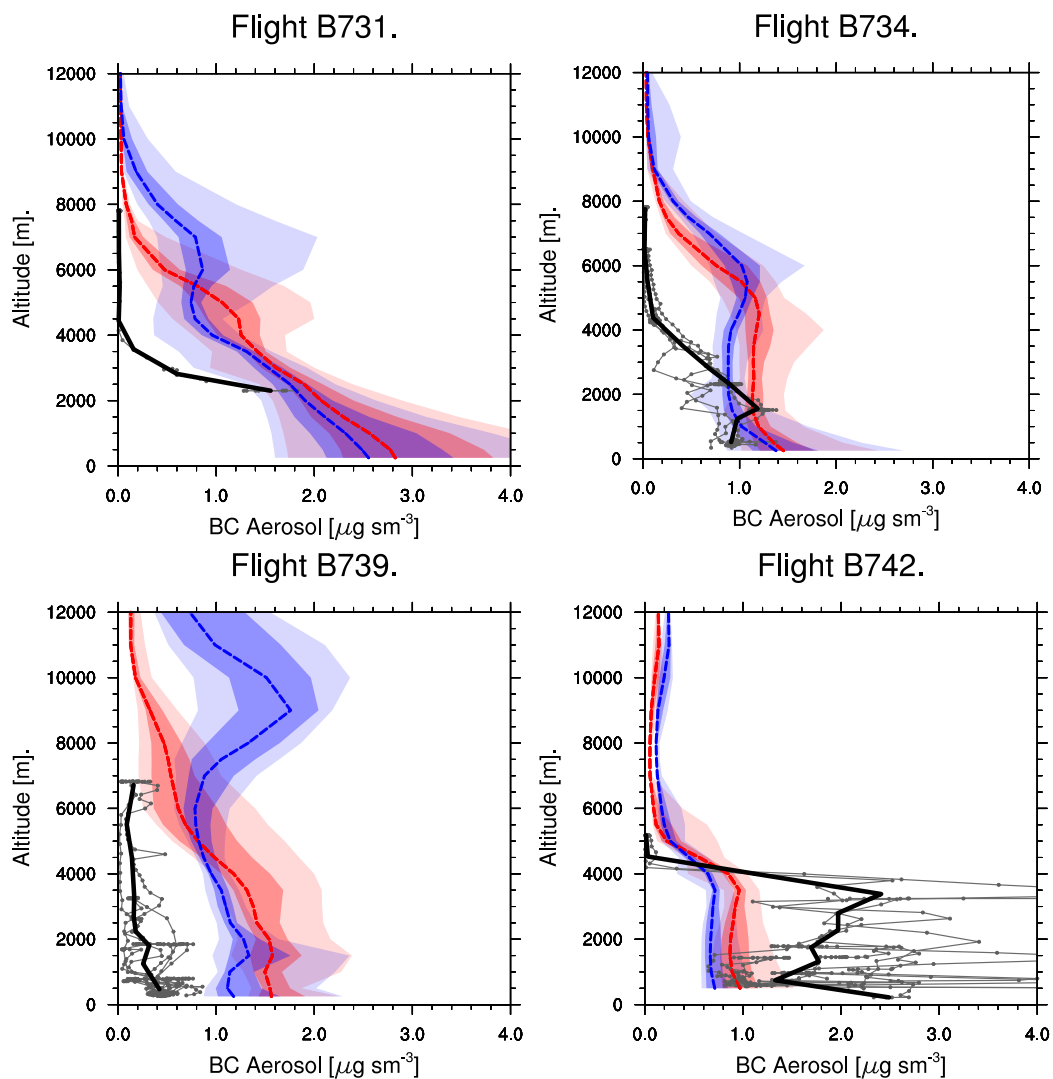 Flight B731.
Flight B734.
12000
10000
8000
6000
4000
2000
0
Altitude [m].
0.0 1.0 2.0 3.0 4.0
BC Aerosol [μg sm⁻³]
12000
10000
8000
6000
4000
2000
0
Altitude [m].
0.0 1.0 2.0 3.0 4.0
BC Aerosol [μg sm⁻³]
Flight B739.
Flight B742.
12000
10000
8000
6000
4000
2000
0
Altitude [m].
0.0 1.0 2.0 3.0 4.0
BC Aerosol [μg sm⁻³]
12000
10000
8000
6000
4000
2000
0
Altitude [m].
0.0 1.0 2.0 3.0 4.0
BC Aerosol [μg sm⁻³]